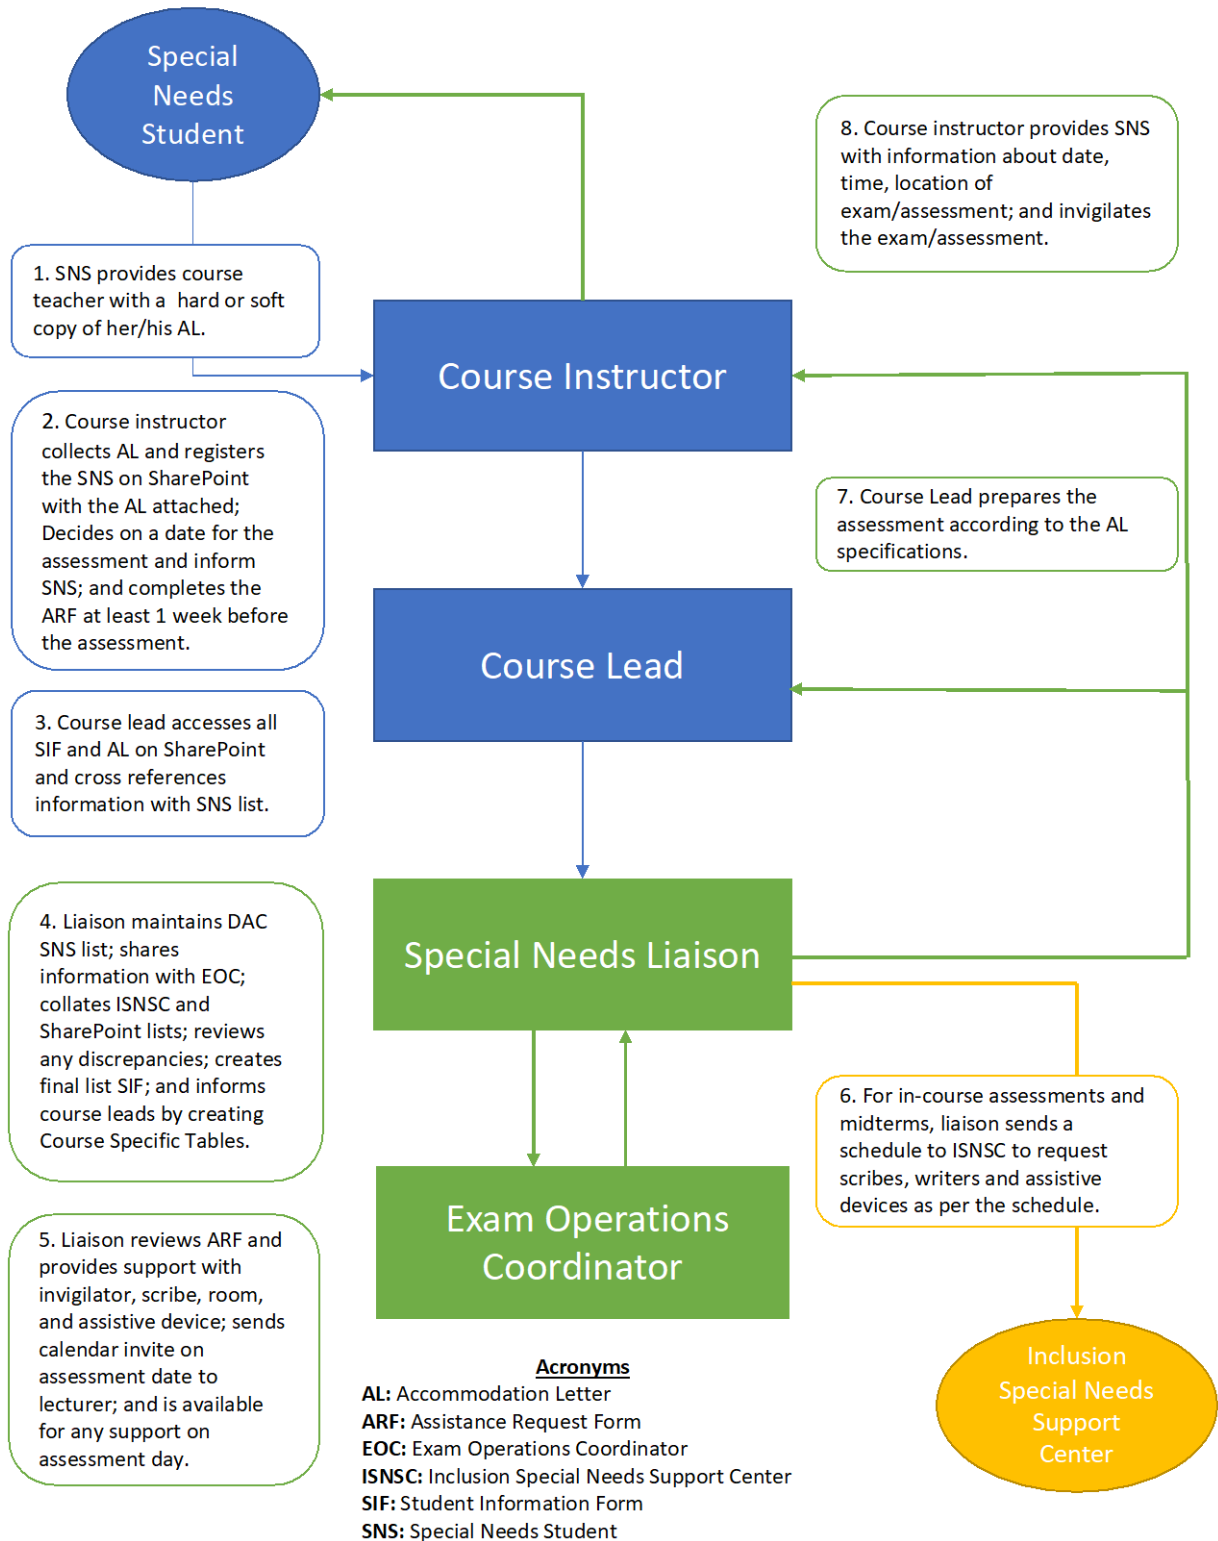 Special
Needs
Student
8. Course instructor provides SNS
with information about date,
time, location of
exam/assessment; and invigilates
the exam/assessment.
1. SNS provides course
teacher with a hard or soft
copy of her/his AL.
Course Instructor
2. Course instructor
collects AL and registers
the SNS on SharePoint
with the AL attached;
Decides on a date for the
assessment and inform
SNS; and completes the
ARF at least 1 week before
the assessment.
7. Course Lead prepares the
assessment according to the AL
specifications.
Course Lead
3. Course lead accesses all
SIF and AL on SharePoint
and cross references
information with SNS list.
4. Liaison maintains DAC
SNS list; shares
information with EOC;
collates ISNSC and
SharePoint lists; reviews
any discrepancies; creates
final list SIF; and informs
course leads by creating
Course Specific Tables.
Special Needs Liaison
6. For in-course assessments and
midterms, liaison sends a
schedule to ISNSC to request
scribes, writers and assistive
devices as per the schedule.
Exam Operations
Coordinator
5. Liaison reviews ARF and
provides support with
invigilator, scribe, room,
and assistive device; sends
calendar invite on
assessment date to
lecturer; and is available
for any support on
assessment day.
Inclusion
Special Needs
Support
Center
Acronyms
AL: Accommodation Letter
ARF: Assistance Request Form
EOC: Exam Operations Coordinator
ISNSC: Inclusion Special Needs Support Center
SIF: Student Information Form
SNS: Special Needs Student